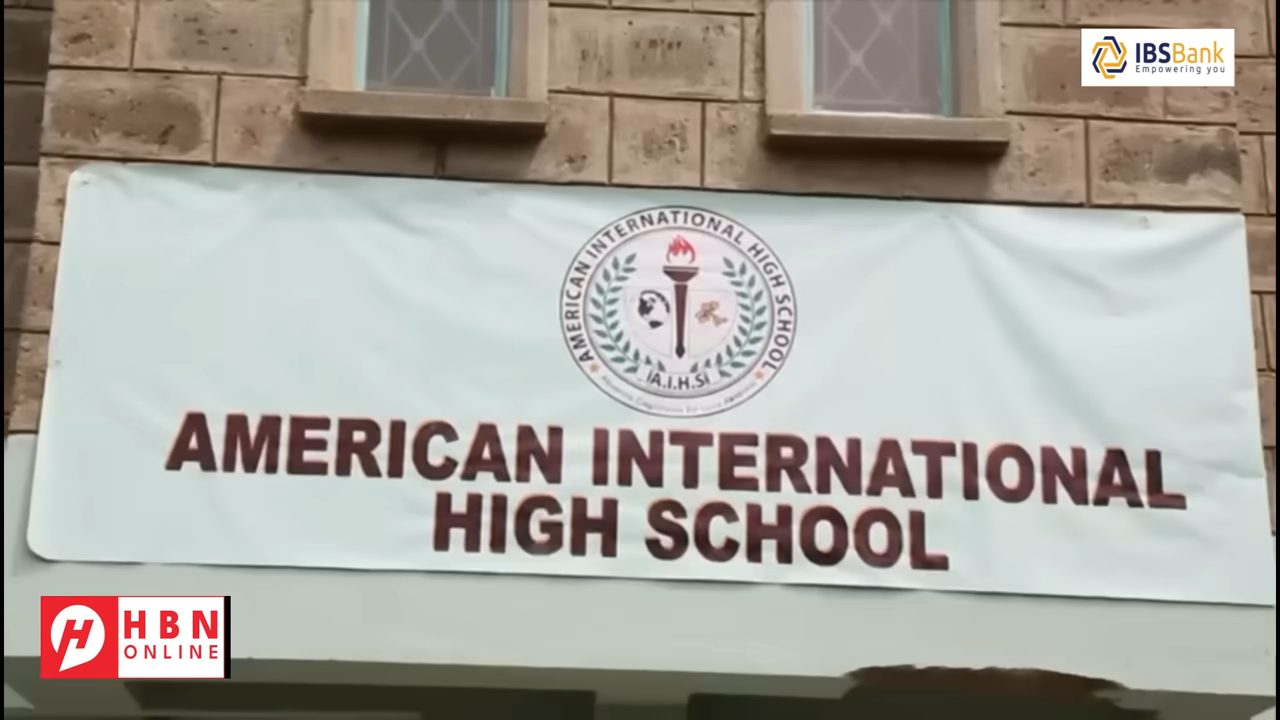 IBSBank
Empowering you
AMERICAN INTERNATIONAL HIGH SCHOOL
A.I.H.S
AMERICAN INTERNATIONAL
HIGH SCHOOL
HBN
ONLINE